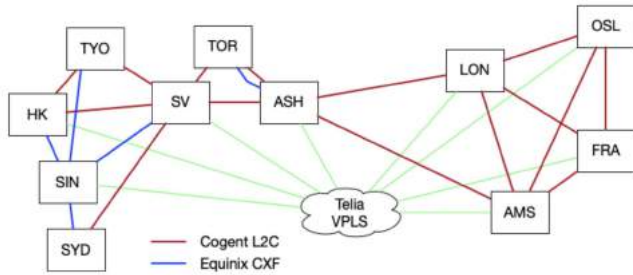 OSL
TYO
TOR
LON
HK
SV
ASH
FRA
SIN
Telia
VPLS
AMS
SYD
Cogent L2C
Equinix CXF